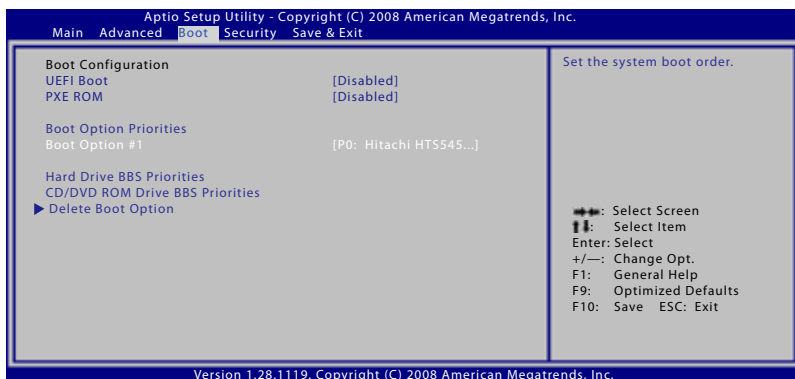 Aptio Setup Utility - Copyright (C) 2008 American Megatrends, Inc.
Main Advanced Boot Security Save & Exit
Boot Configuration
UEFI Boot [Disabled]
PXE ROM [Disabled]
Boot Option Priorities
Boot Option #1 [P0: Hitachi HTS545...]
Hard Drive BBS Priorities
CD/DVD ROM Drive BBS Priorities
Delete Boot Option
Set the system boot order.
: Select Screen
: Select Item
Enter: Select
+/—: Change Opt.
F1: General Help
F9: Optimized Defaults
F10: Save ESC: Exit
Version 1.28.1119. Copyright (C) 2008 American Megatrends, Inc.